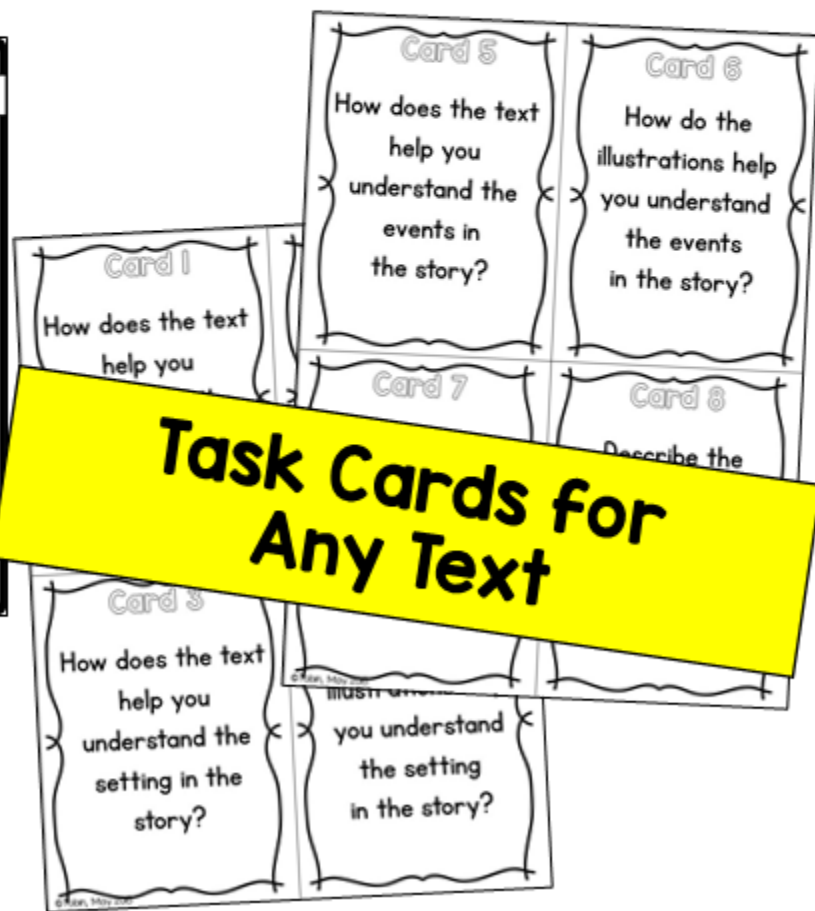 Card 5
How does the text
help you
understand the
events in
the story?
Card 6
How do the
illustrations help
you understand
the events
in the story?
Card 1
How does the text
help you
Card 7
Card 8
Describe the
Task Cards for
Any Text
Card 3
How does the text
help you
understand the
setting in the
story?
you understand
the setting
in the story?